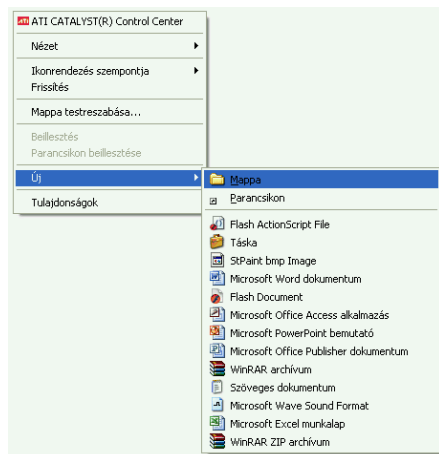 ATI CATALYST(R) Control Center
Nézet
Ikonrendezés szempontja
Frissítés
Mappa testreszabása...
Beillesztés
Parancsikon beillesztése
Új
Tulajdonságok
Mappa
Parancsikon
Flash ActionScript File
Táska
StPaint bmp Image
Microsoft Word dokumentum
Flash Document
Microsoft Office Access alkalmazás
Microsoft PowerPoint bemutató
Microsoft Office Publisher dokumentum
WinRAR archívum
Szöveges dokumentum
Microsoft Wave Sound Format
Microsoft Excel munkalap
WinRAR ZIP archívum